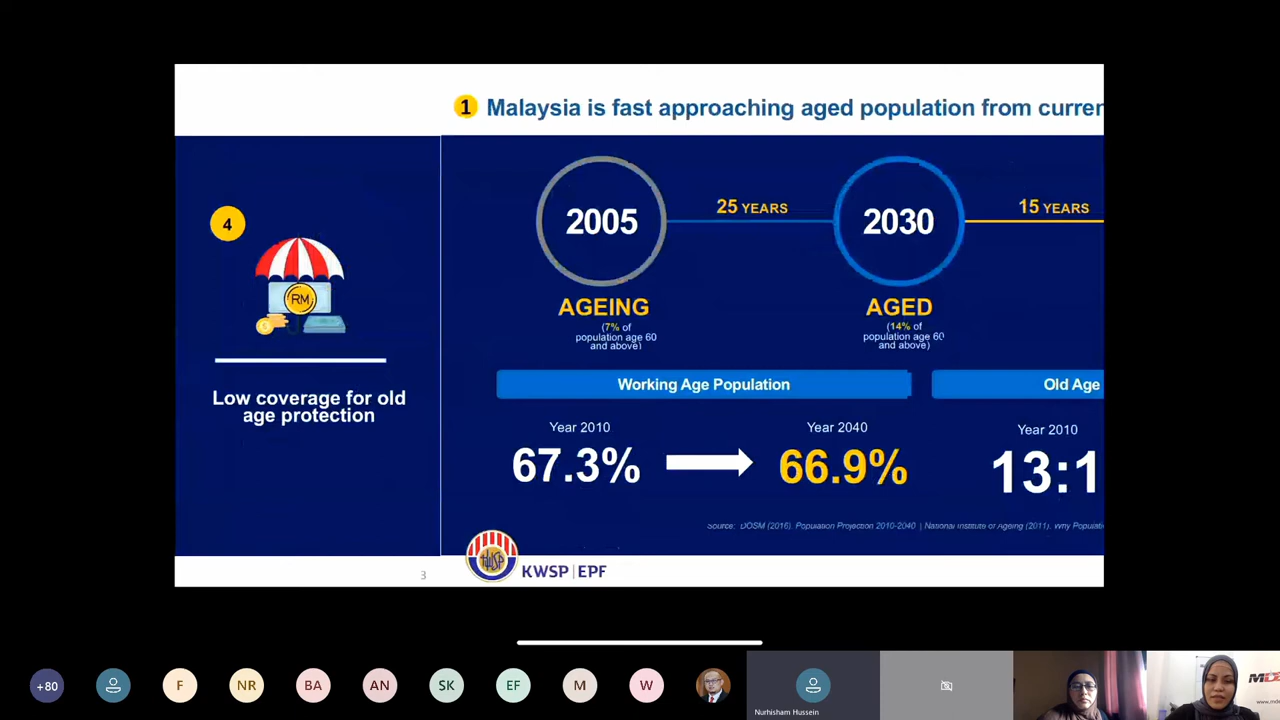 1 Malaysia is fast approaching aged population from curren
4
RM
Low coverage for old
age protection
2005
25 YEARS
2030
15 YEARS
AGEING
(7% of
population age 60
and above)
AGED
(14% of
population age 60
and above)
Working Age Population
Old Age
Year 2010
67.3%
Year 2040
66.9%
Year 2010
13:1
Source: DOSM (2016). Population Projection 2010-2040 | National Institute of Ageing (2011). Why Populati
3
KWSP
KWSP | EPF
+80
F
NR
BA
AN
SK
EF
M
W
Nurhisham Hussein